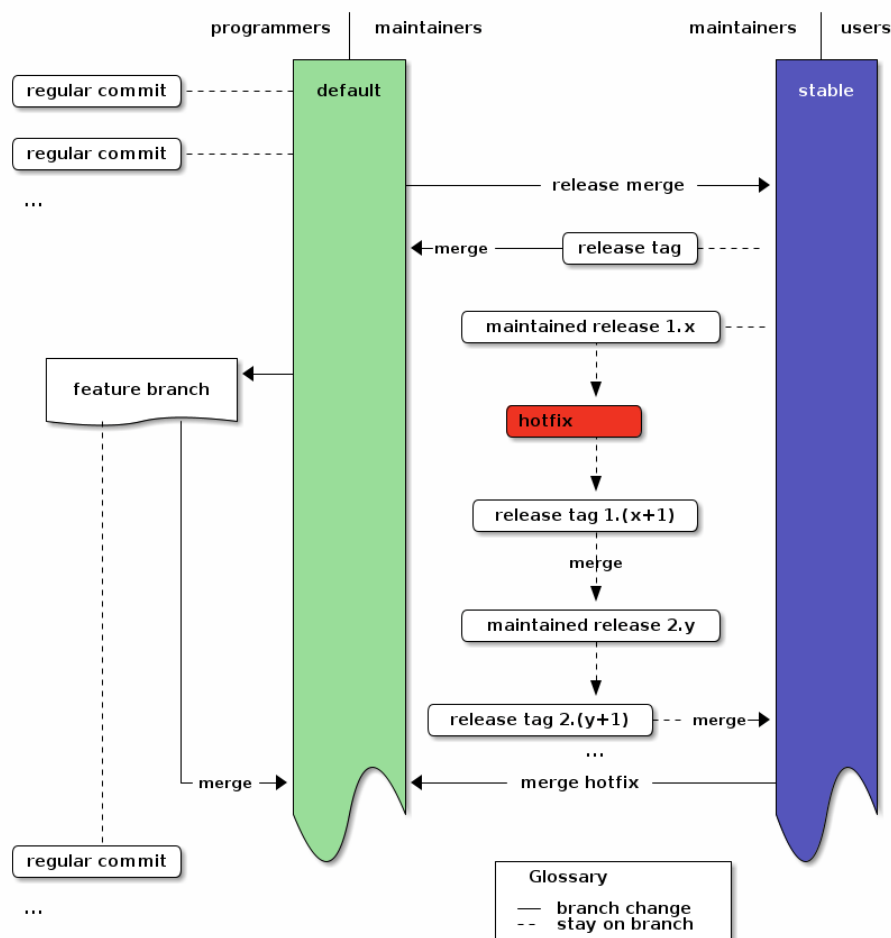 programmers
maintainers
maintainers
users
default
stable
regular commit
regular commit
...
release merge
merge
release tag
maintained release 1.x
feature branch
hotfix
release tag 1.(x+1)
merge
maintained release 2.y
release tag 2.(y+1)
merge
...
merge
merge hotfix
regular commit
...
Glossary
branch change
stay on branch